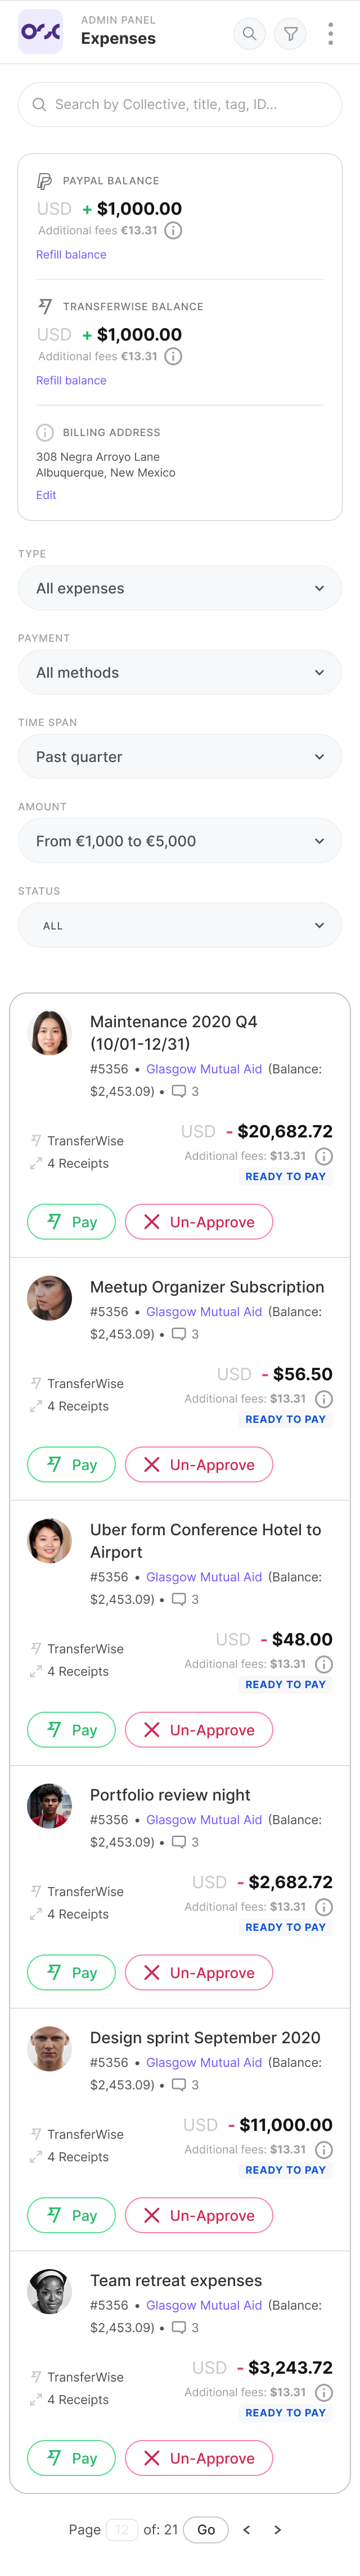 ADMIN PANEL
Expenses
Search by Collective, title, tag, ID...
PAYPAL BALANCE
USD + $1,000.00
Additional fees €13.31
Refill balance
TRANSFERWISE BALANCE
USD + $1,000.00
Additional fees €13.31
Refill balance
BILLING ADDRESS
308 Negra Arroyo Lane
Albuquerque, New Mexico
Edit
TYPE
All expenses
PAYMENT
All methods
TIME SPAN
Past quarter
AMOUNT
From €1,000 to €5,000
STATUS
ALL
Maintenance 2020 Q4
(10/01-12/31)
#5356 • Glasgow Mutual Aid (Balance:
$2,453.09) • 3
USD - $20,682.72
TransferWise
Additional fees: $13.31
4 Receipts
READY TO PAY
Pay
Un-Approve
Meetup Organizer Subscription
#5356 • Glasgow Mutual Aid (Balance:
$2,453.09) • 3
USD - $56.50
TransferWise
Additional fees: $13.31
4 Receipts
READY TO PAY
Pay
Un-Approve
Uber form Conference Hotel to
Airport
#5356 • Glasgow Mutual Aid (Balance:
$2,453.09) • 3
USD - $48.00
TransferWise
Additional fees: $13.31
4 Receipts
READY TO PAY
Pay
Un-Approve
Portfolio review night
#5356 • Glasgow Mutual Aid (Balance:
$2,453.09) • 3
USD - $2,682.72
TransferWise
Additional fees: $13.31
4 Receipts
READY TO PAY
Pay
Un-Approve
Design sprint September 2020
#5356 • Glasgow Mutual Aid (Balance:
$2,453.09) • 3
USD - $11,000.00
TransferWise
Additional fees: $13.31
4 Receipts
READY TO PAY
Pay
Un-Approve
Team retreat expenses
#5356 • Glasgow Mutual Aid (Balance:
$2,453.09) • 3
USD - $3,243.72
TransferWise
Additional fees: $13.31
4 Receipts
READY TO PAY
Pay
Un-Approve
Page 12 of: 21 Go < >